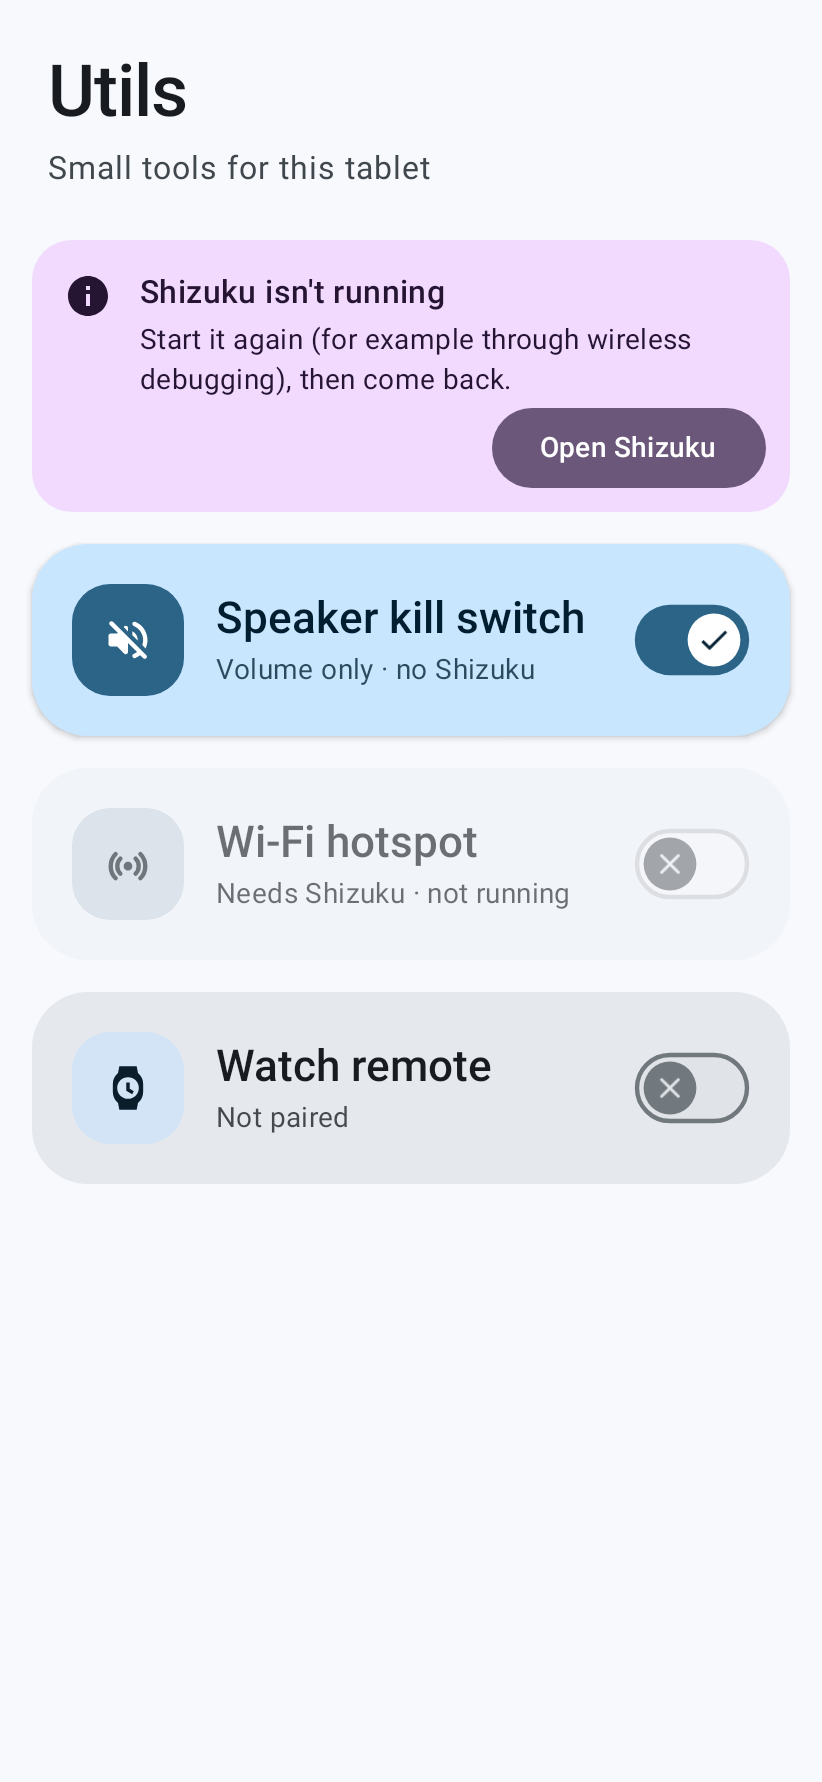 Utils
Small tools for this tablet
Shizuku isn't running
Start it again (for example through wireless
debugging), then come back.
Open Shizuku
Speaker kill switch
Volume only · no Shizuku
Wi-Fi hotspot
Needs Shizuku · not running
Watch remote
Not paired